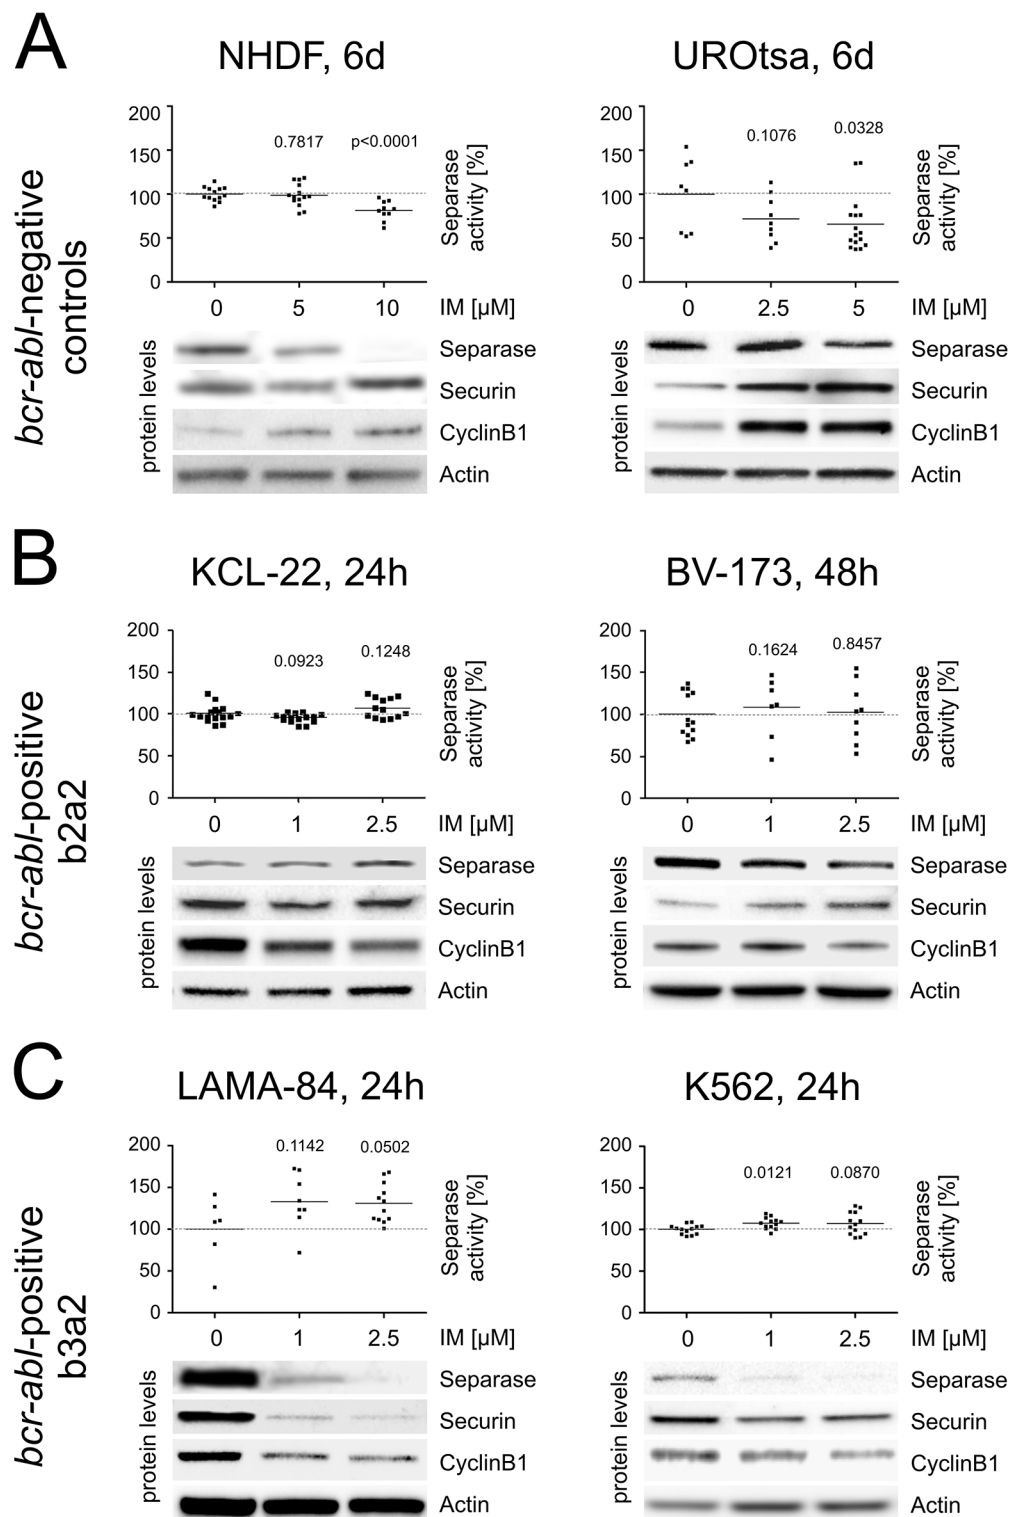 A
NHDF, 6d
UROtsa, 6d
bcr-abl-negative
controls
200
150
100
50
0
0.7817
p<0.0001
Separase
activity [%]
0
5
10
IM [µM]
protein levels
Separase
Securin
CyclinB1
Actin
200
150
100
50
0
0.1076
0.0328
Separase
activity [%]
0
2.5
5
IM [µM]
protein levels
Separase
Securin
CyclinB1
Actin
B
KCL-22, 24h
BV-173, 48h
bcr-abl-positive
b2a2
200
150
100
50
0
0.0923
0.1248
Separase
activity [%]
0
1
2.5
IM [µM]
protein levels
Separase
Securin
CyclinB1
Actin
200
150
100
50
0
0.1624
0.8457
Separase
activity [%]
0
1
2.5
IM [µM]
protein levels
Separase
Securin
CyclinB1
Actin
C
LAMA-84, 24h
K562, 24h
bcr-abl-positive
b3a2
200
150
100
50
0
0.1142
0.0502
Separase
activity [%]
0
1
2.5
IM [µM]
protein levels
Separase
Securin
CyclinB1
Actin
200
150
100
50
0
0.0121
0.0870
Separase
activity [%]
0
1
2.5
IM [µM]
protein levels
Separase
Securin
CyclinB1
Actin